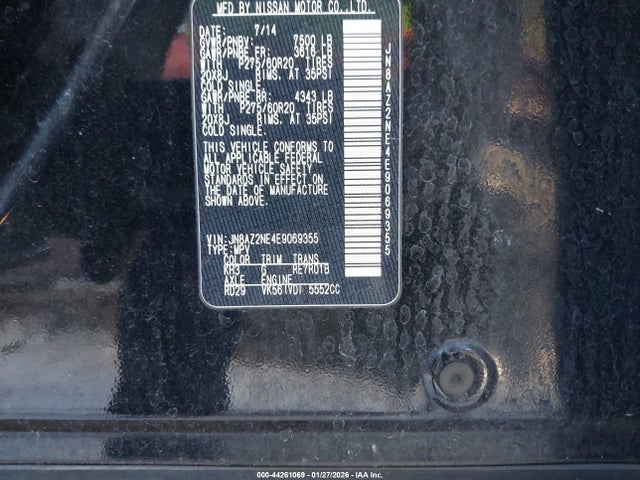 MFD BY NISSAN MOTOR CO.,LTD.
DATE: 7/14
GVWR/PNBV: 7500 LB
GAWR/PNBE FR: 3616 LB
WITH P275/60R20 TIRES
20X8J RIMS, AT 35PSI
COLD SINGLE.
GAWR/PNBE RR: 4343 LB
WITH P275/60R20 TIRES
20X8J RIMS, AT 35PSI
COLD SINGLE.
THIS VEHICLE CONFORMS TO
ALL APPLICABLE FEDERAL
MOTOR VEHICLE SAFETY
STANDARDS IN EFFECT ON
THE DATE OF MANUFACTURE
SHOWN ABOVE.
VIN: JN8AZ2NE4E9069355
TYPE: MPV
COLOR TRIM TRANS
KH3 G RE7R01B
AXLE ENGINE
RD29 VK56(VD) 5552CC
JN8AZ2NE4E9069355
000-44261069 - 01/27/2026 - © IAA Inc.